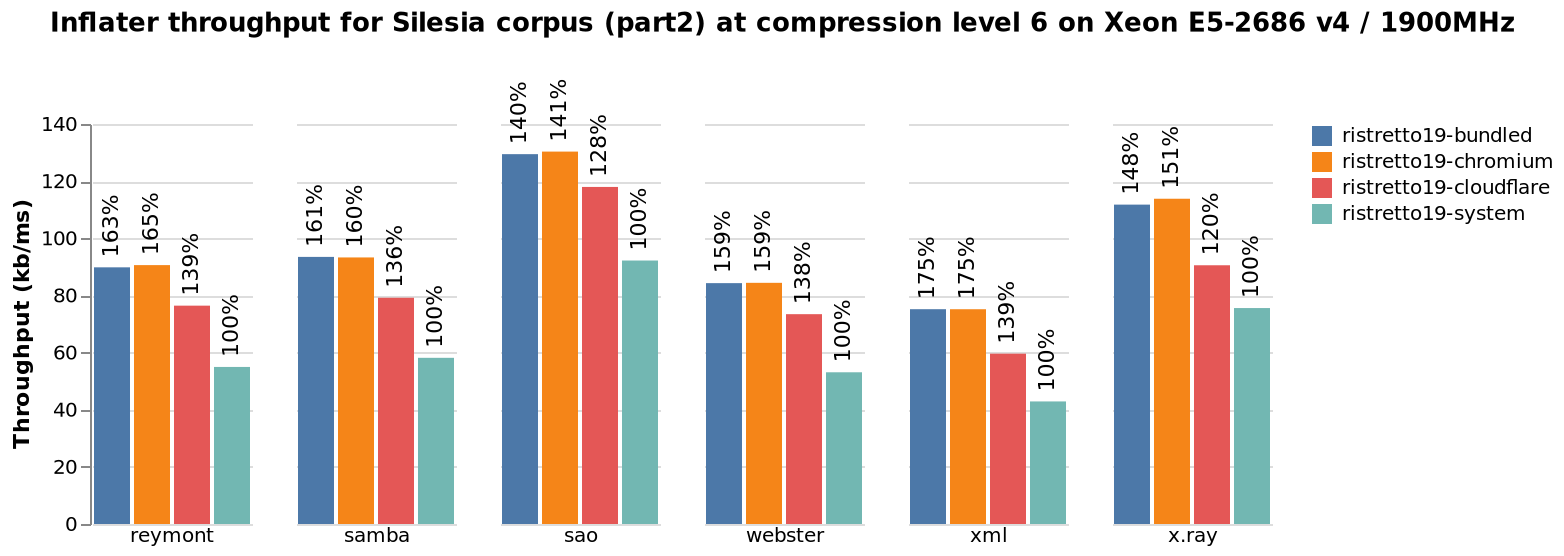 Inflater throughput for Silesia corpus (part2) at compression level 6 on Xeon E5-2686 v4 / 1900MHz
Throughput (kb/ms)
140
120
100
80
60
40
20
0
163%
165%
139%
100%
161%
160%
136%
100%
140%
141%
128%
100%
159%
159%
138%
100%
175%
175%
139%
100%
148%
151%
120%
100%
reymont
samba
sao
webster
xml
x.ray
ristretto19-bundled
ristretto19-chromium
ristretto19-cloudflare
ristretto19-system